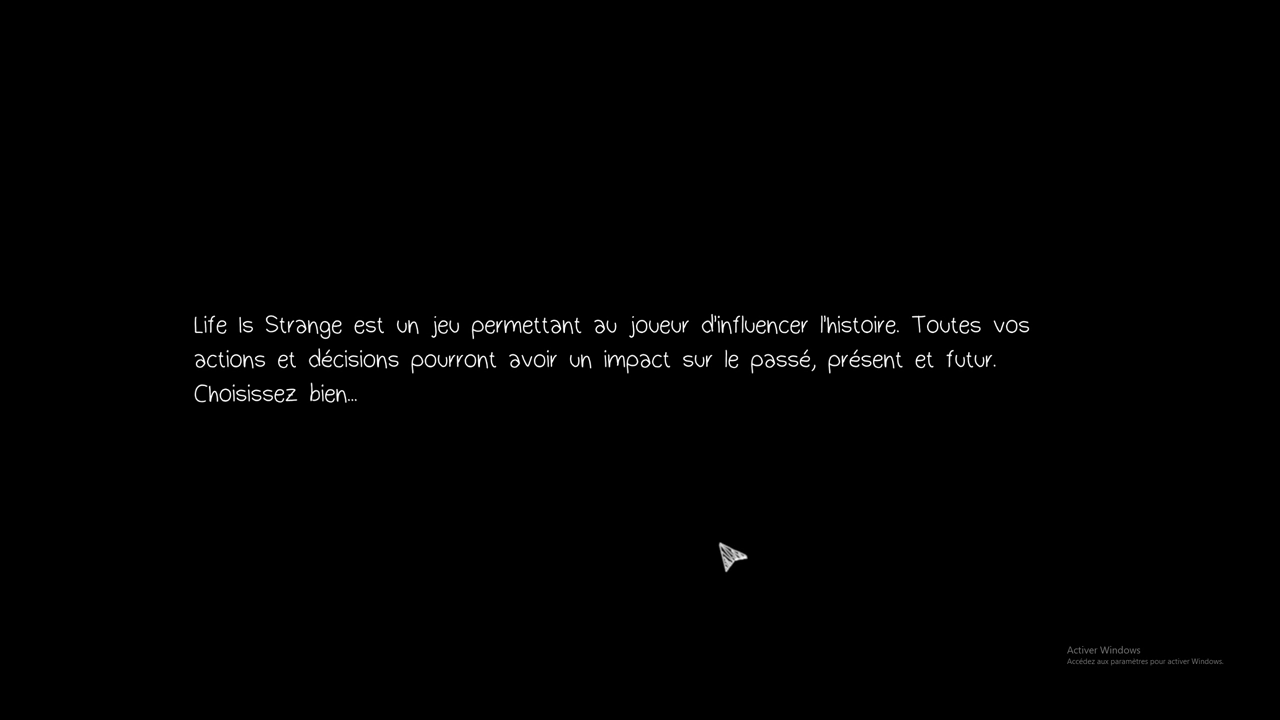 Life Is Strange est un jeu permettant au joueur d'influencer l'histoire. Toutes vos
actions et décisions pourront avoir un impact sur le passé, présent et futur.
Choisissez bien...
Activer Windows
Accédez aux paramètres pour activer Windows.